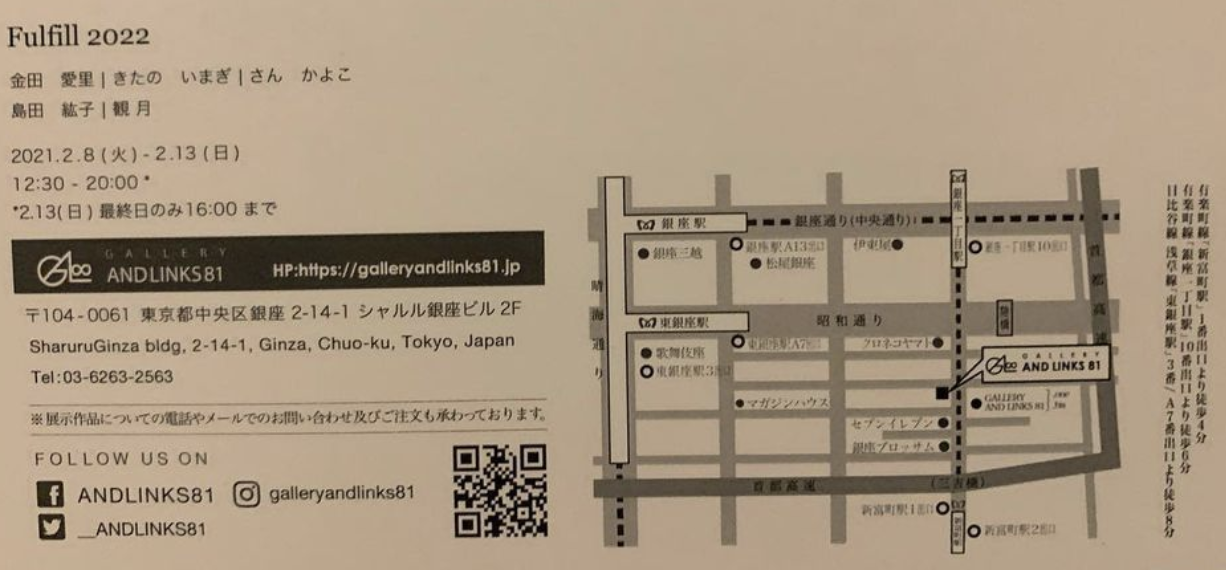 Fulfill 2022
金田 愛里 | きたの いまぎ | さん かよこ
島田 紘子 | 観月
2021.2.8 (火) - 2.13 (日)
12:30 - 20:00 *
*2.13(日) 最終日のみ16:00 まで
GALLERY
ANDLINKS81
HP:https://galleryandlinks81.jp
〒104-0061 東京都中央区銀座 2-14-1 シャルル銀座ビル 2F
SharuruGinza bldg, 2-14-1, Ginza, Chuo-ku, Tokyo, Japan
Tel:03-6263-2563
※展示作品についての電話やメールでのお問い合わせ及びご注文も承わっております。
FOLLOW US ON
ANDLINKS81
galleryandlinks81
__ANDLINKS81
銀座駅
銀座通り(中央通り)
銀座一丁目駅
銀座三越
銀座駅A13出口
松屋銀座
伊東屋
銀座一丁目駅10出口
晴海通り
首都高速
東銀座駅
昭和通り
歌舞伎座
東銀座駅3出口
東銀座駅A7出口
クロネコヤマト
GALLERY
AND LINKS 81
マガジンハウス
GALLERY
AND LINKS 81
セブンイレブン
銀座ブロッサム
首都高速
(三吉橋)
新富町駅1出口
新富町駅2出口
有楽町線「新富町駅」1番出口より徒歩4分
有楽町線「銀座一丁目駅」10番出口より徒歩6分
日比谷線 浅草線「東銀座駅」3番/A7番出口より徒歩8分